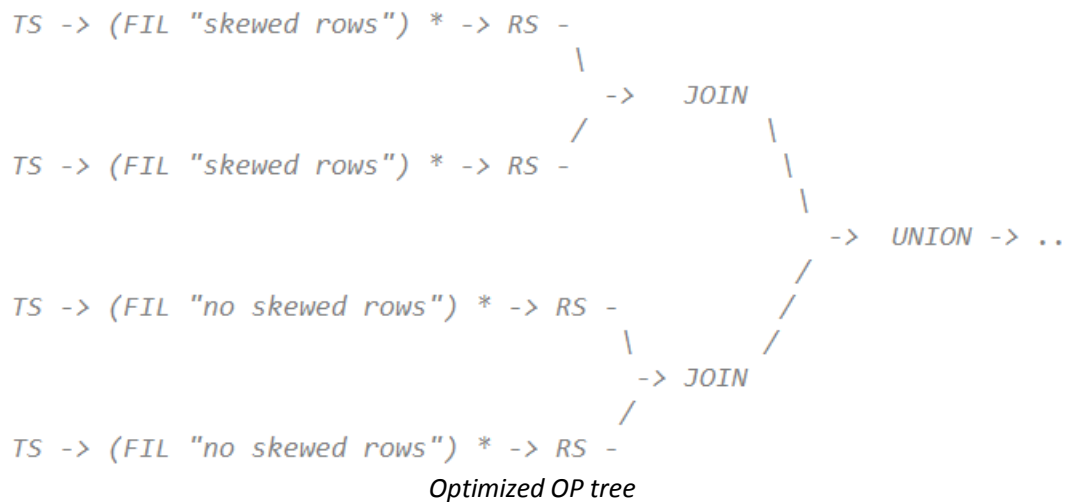 TS -> (FIL "skewed rows") * -> RS -
\
-> JOIN
/ \
TS -> (FIL "skewed rows") * -> RS - \
\
-> UNION -> ..
/
TS -> (FIL "no skewed rows") * -> RS - /
\ /
-> JOIN
/
TS -> (FIL "no skewed rows") * -> RS -
Optimized OP tree